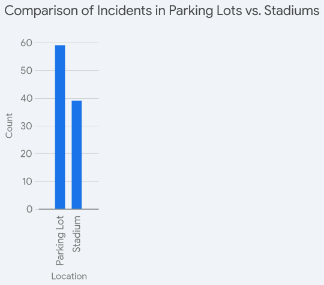 Comparison of Incidents in Parking Lots vs. Stadiums
60
50
40
30
20
10
0
Count
Parking Lot
Stadium
Location